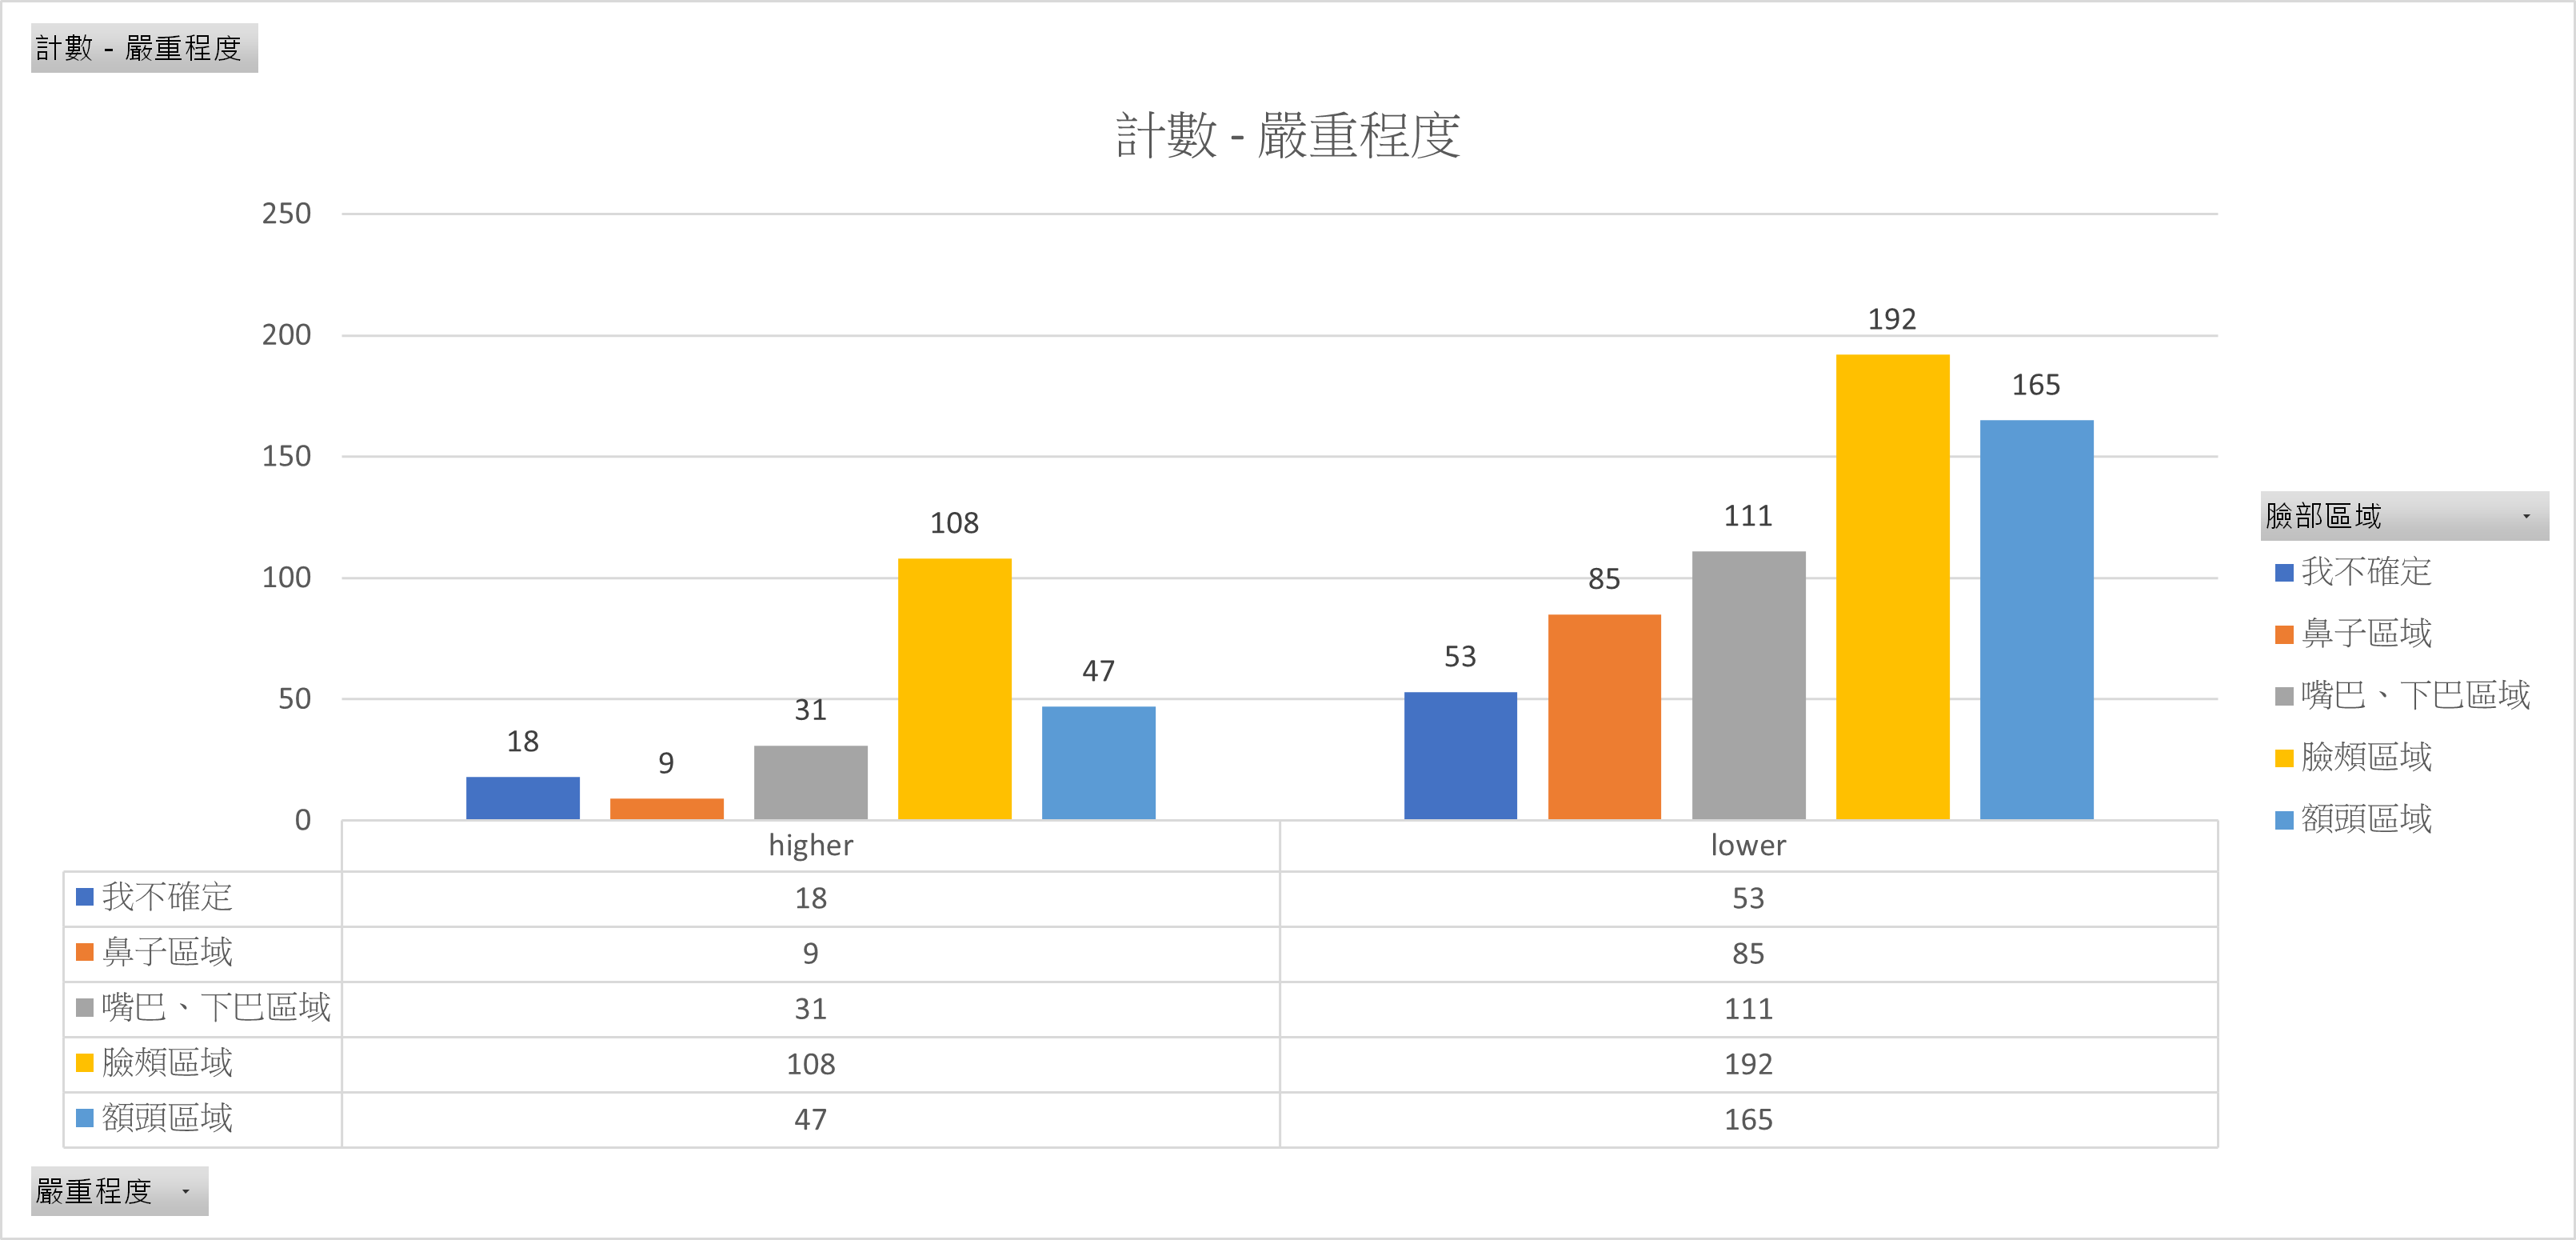 計數 - 嚴重程度
計數 - 嚴重程度
250
200
150
100
50
0
18
9
31
108
47
53
85
111
192
165
臉部區域
我不確定
鼻子區域
嘴巴、下巴區域
臉頰區域
額頭區域
higher lower
我不確定 18 53
鼻子區域 9 85
嘴巴、下巴區域 31 111
臉頰區域 108 192
額頭區域 47 165
嚴重程度